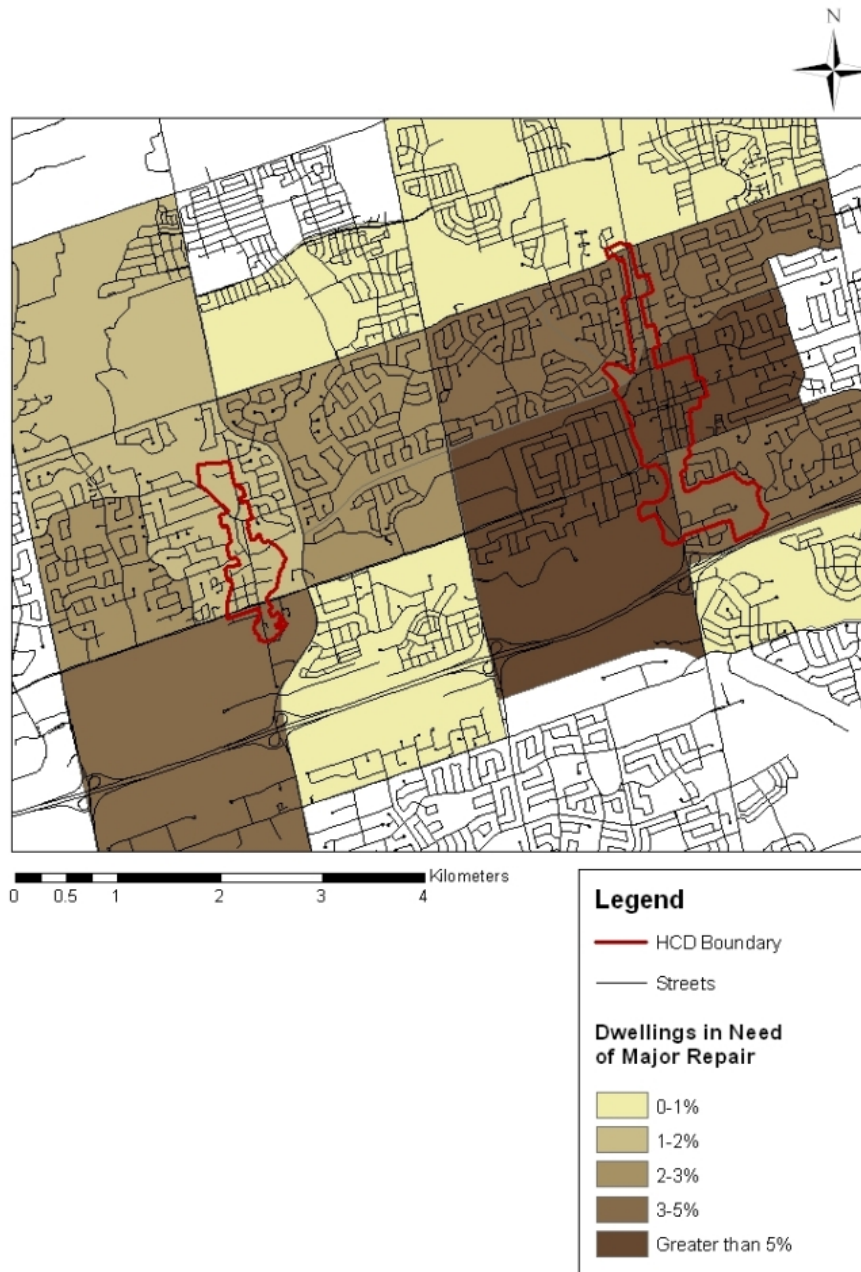 N
Kilometers
0 0.5 1 2 3 4
Legend
HCD Boundary
Streets
Dwellings in Need
of Major Repair
0-1%
1-2%
2-3%
3-5%
Greater than 5%